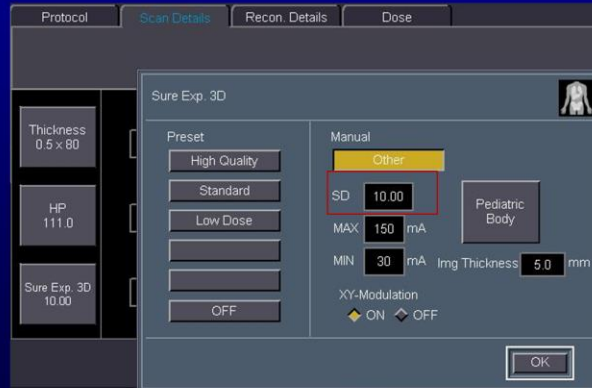 Protocol
Scan Details
Recon. Details
Dose
Sure Exp. 3D
Thickness
0.5 x 80
HP
111.0
Sure Exp. 3D
10.00
Preset
High Quality
Standard
Low Dose
OFF
Manual
Other
SD 10.00
MAX 150 mA
MIN 30 mA
Pediatric
Body
Img Thickness 5.0 mm
XY-Modulation
ON OFF
OK